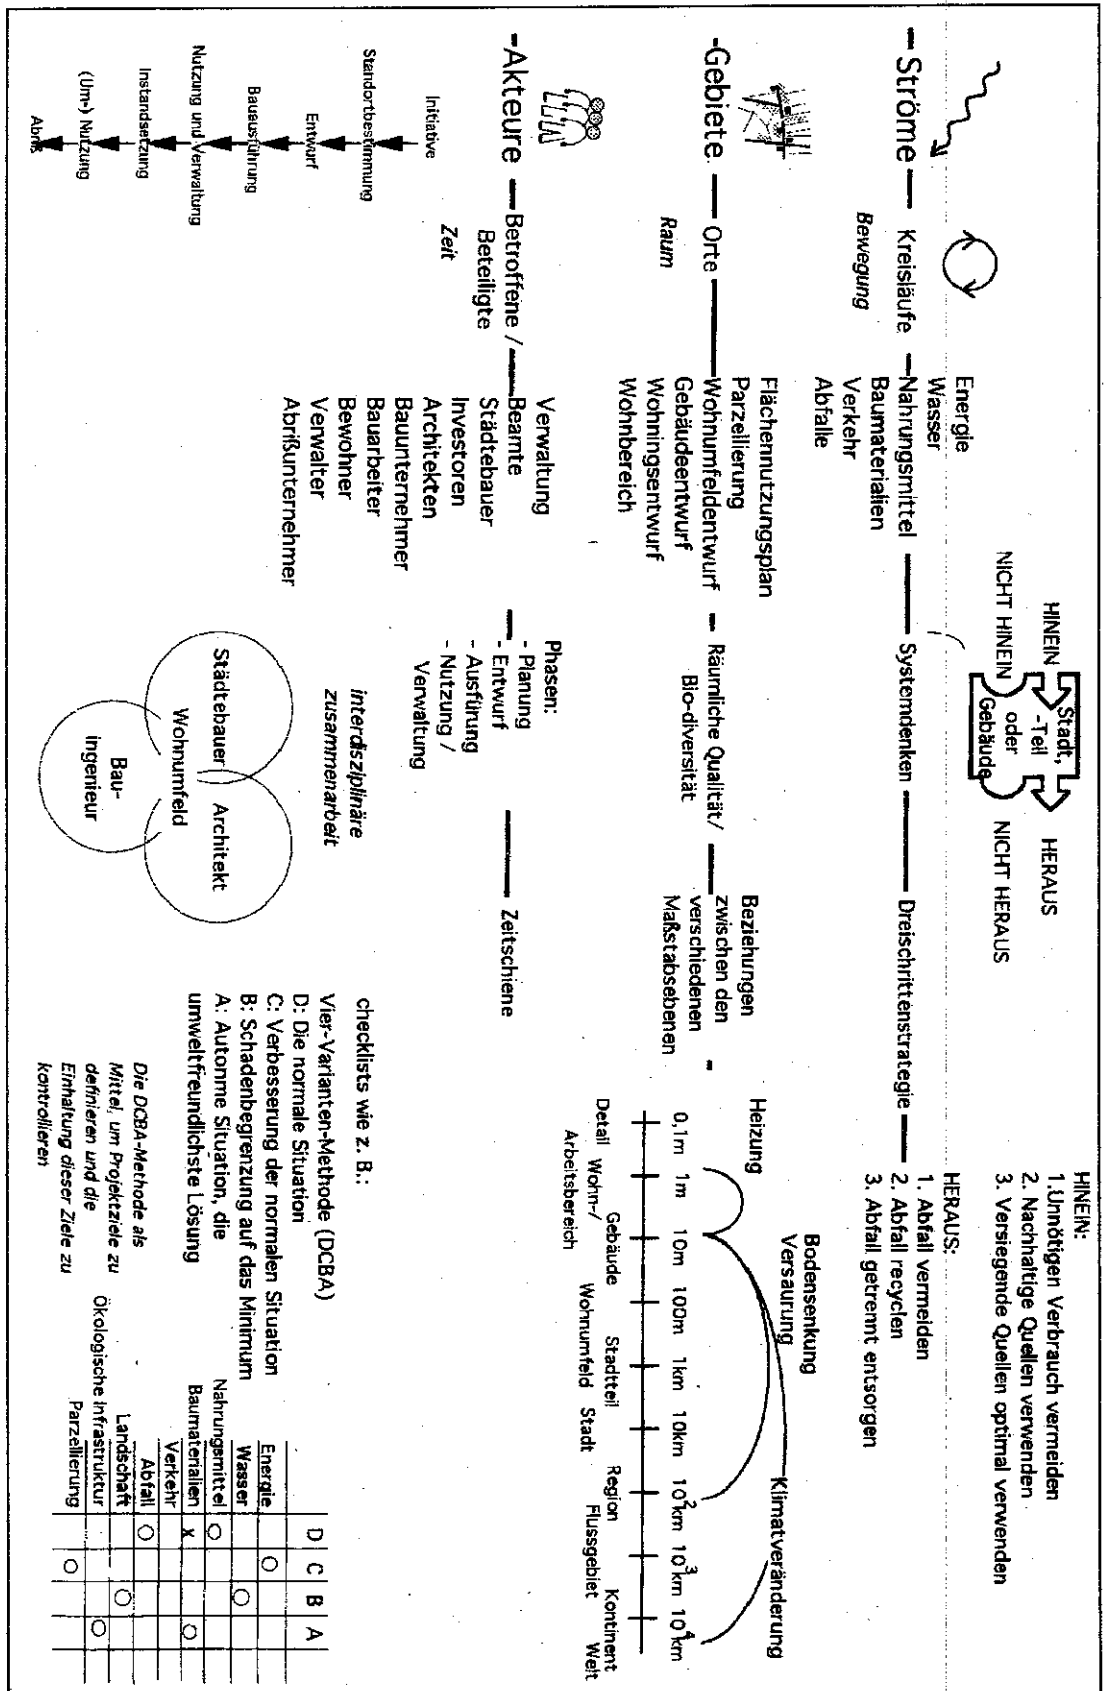 - Ströme
Kreisläufe
Bewegung
Energie
Wasser
Nahrungsmittel
Baumaterialien
Verkehr
Abfalle
Systemdenken
HINEIN
NICHT HINEIN
Stadt,
-Teil
oder
Gebäude
HERAUS
NICHT HERAUS
Dreischrittenstrategie
HINEIN:
1.Unnötigen Verbrauch vermeiden
2. Nachhaltige Quellen verwenden
3. Versiegende Quellen optimal verwenden
HERAUS:
1. Abfall vermeiden
2. Abfall recyclen
3. Abfall getrennt entsorgen
-Gebiete
Orte
Raum
Flächennutzungsplan
Parzellierung
Wohnumfeldentwurf
Gebäudeentwurf
Wohningsentwurf
Wohnbereich
Räumliche Qualität/
Bio-diversität
Beziehungen
zwischen den
verschiedenen
Maßstabsebenen
Heizung
Bodensenkung
Versaurung
Klimatveränderung
0,1m 1m 10m 100m 1km 10km 10²km 10³km 10⁴km
Detail Wohn-/ Gebäude Stadtteil Region Kontinent
Arbeitsbereich Wohnumfeld Stadt Flussgebiet Welt
-Akteure
Betroffene /
Beteiligte
Zeit
Verwaltung
Beamte
Städtebauer
Investoren
Architekten
Bauunternehmer
Bauarbeiter
Bewohner
Verwalter
Abrißunternehmer
Phasen:
- Planung
- Entwurf
- Ausfürung
- Nutzung /
Verwaltung
Zeitschiene
Initiative
Standortbestimmung
Entwurf
Bauausführung
Nutzung und Verwaltung
Instandsetzung
(Um-) Nutzung
Abriß
interdisziplinäre
zusammenarbeit
Städtebauer
Architekt
Wohnumfeld
Bau-
ingenieur
checklists wie z. B.:
Vier-Varianten-Methode (DCBA)
D: Die normale Situation
C: Verbesserung der normalen Situation
B: Schadenbegrenzung auf das Minimum
A: Autonme Situation, die
umweltfreundlichste Lösung
Die DCBA-Methode als
Mittel, um Projektziele zu
definieren und die
Einhaltung dieser Ziele zu
kontrollieren
D C B A
Energie O
Wasser O
Nahrungsmittel O
Baumaterialien x O
Verkehr
Abfall O
Landschaft O
Ökologische Infrastruktur O
Parzellierung O